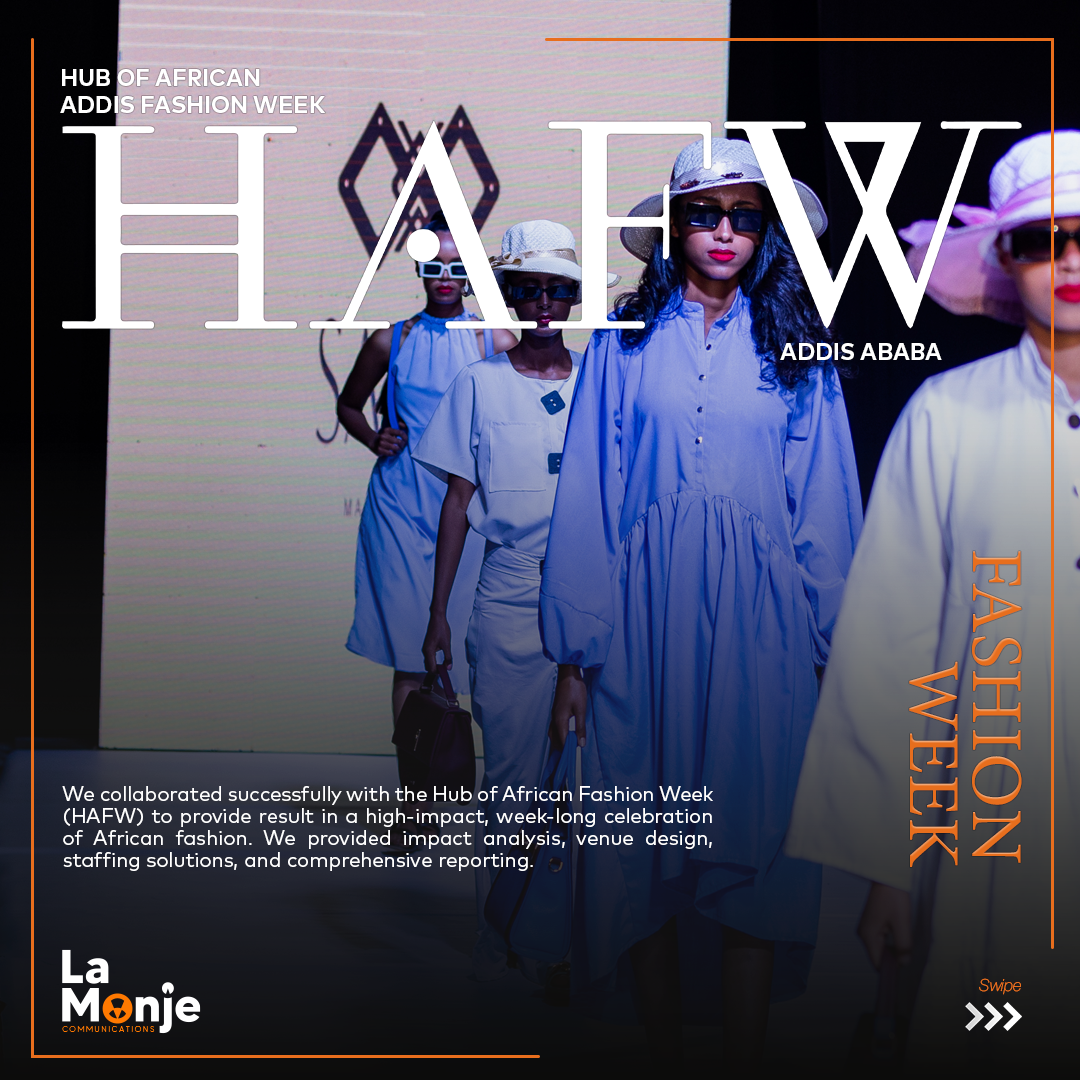 HUB OF AFRICAN
ADDIS FASHION WEEK
HAFW
ADDIS ABABA
FASHION
WEEK
We collaborated successfully with the Hub of African Fashion Week
(HAFW) to provide result in a high-impact, week-long celebration
of African fashion. We provided impact analysis, venue design,
staffing solutions, and comprehensive reporting.
La
Monje
COMMUNICATIONS
Swipe